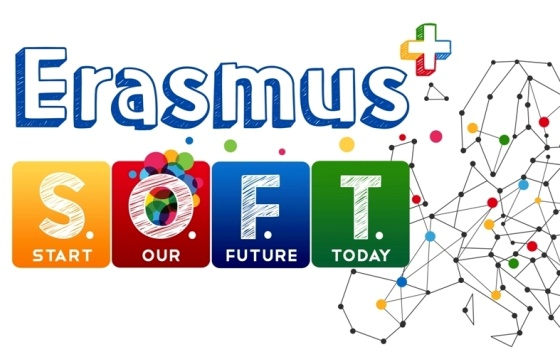 Erasmus+
S. O. F. T.
START OUR FUTURE TODAY